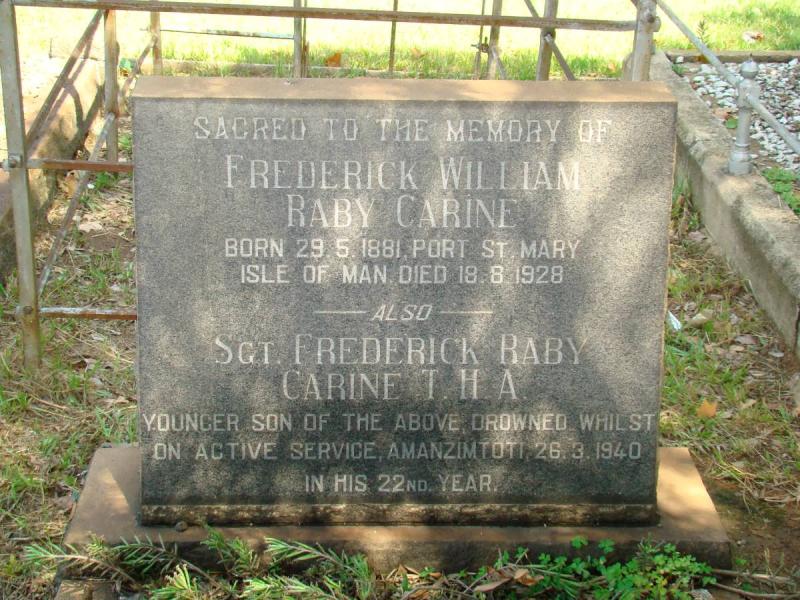 SACRED TO THE MEMORY OF
FREDERICK WILLIAM
RABY CARINE
BORN 29.5.1881, PORT ST. MARY
ISLE OF MAN. DIED 18.8.1928
ALSO
SGT. FREDERICK RABY
CARINE T.H.A.
YOUNGER SON OF THE ABOVE, DROWNED WHILST
ON ACTIVE SERVICE, AMANZIMTOTI, 26.3.1940
IN HIS 22ND. YEAR.